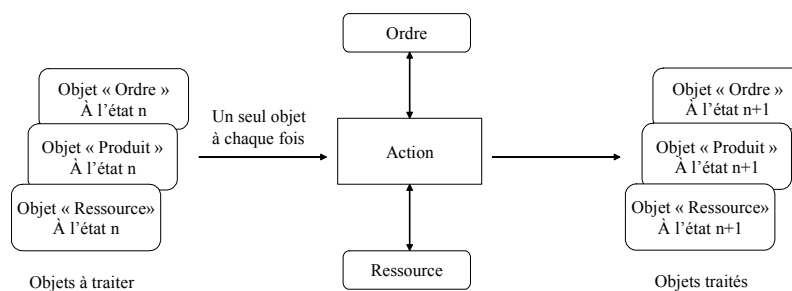 Ordre
Objet « Ordre »
À l’état n
Objet « Produit »
À l’état n
Objet « Ressource»
À l’état n
Objets à traiter
Un seul objet
à chaque fois
Action
Ressource
Objet « Ordre »
À l’état n+1
Objet « Produit »
À l’état n+1
Objet « Ressource»
À l’état n+1
Objets traités